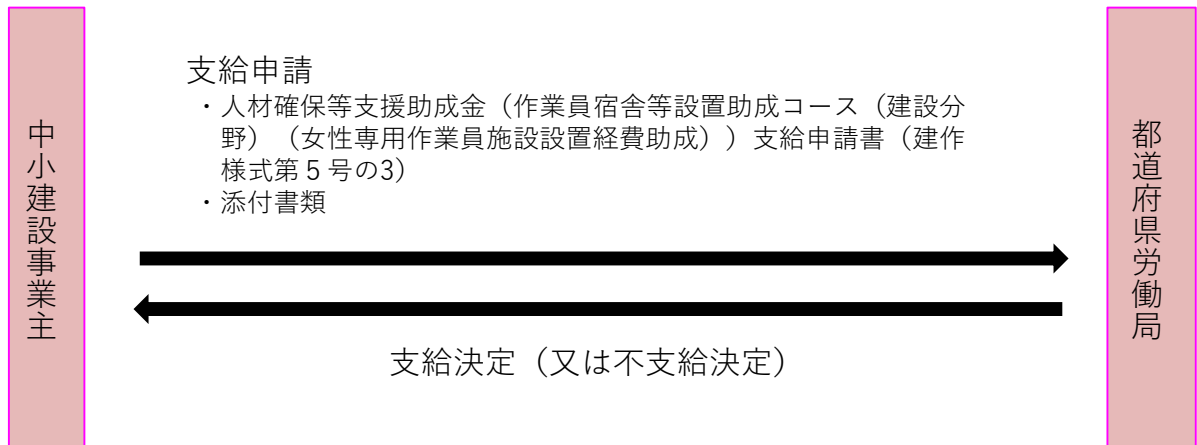 中小建設事業主
支給申請
・人材確保等支援助成金（作業員宿舎等設置助成コース（建設分
野）（女性専用作業員施設設置経費助成））支給申請書（建作
様式第５号の3）
・添付書類
支給決定（又は不支給決定）
都道府県労働局